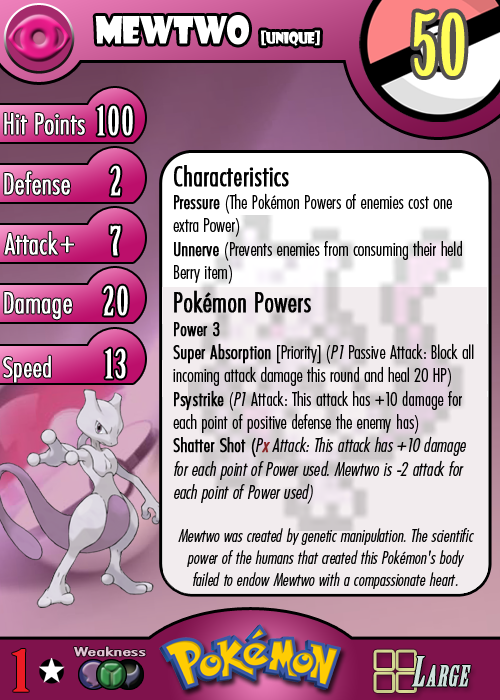 MEWTWO [UNIQUE]
50
Hit Points 100
Defense 2
Attack+ 7
Damage 20
Speed 13
Characteristics
Pressure (The Pokémon Powers of enemies cost one
extra Power)
Unnerve (Prevents enemies from consuming their held
Berry item)
Pokémon Powers
Power 3
Super Absorption [Priority] (P1 Passive Attack: Block all
incoming attack damage this round and heal 20 HP)
Psystrike (P1 Attack: This attack has +10 damage for
each point of positive defense the enemy has)
Shatter Shot (Px Attack: This attack has +10 damage
for each point of Power used. Mewtwo is -2 attack for
each point of Power used)
Mewtwo was created by genetic manipulation. The scientific
power of the humans that created this Pokémon's body
failed to endow Mewtwo with a compassionate heart.
1
Weakness
POKéMON
LARGE